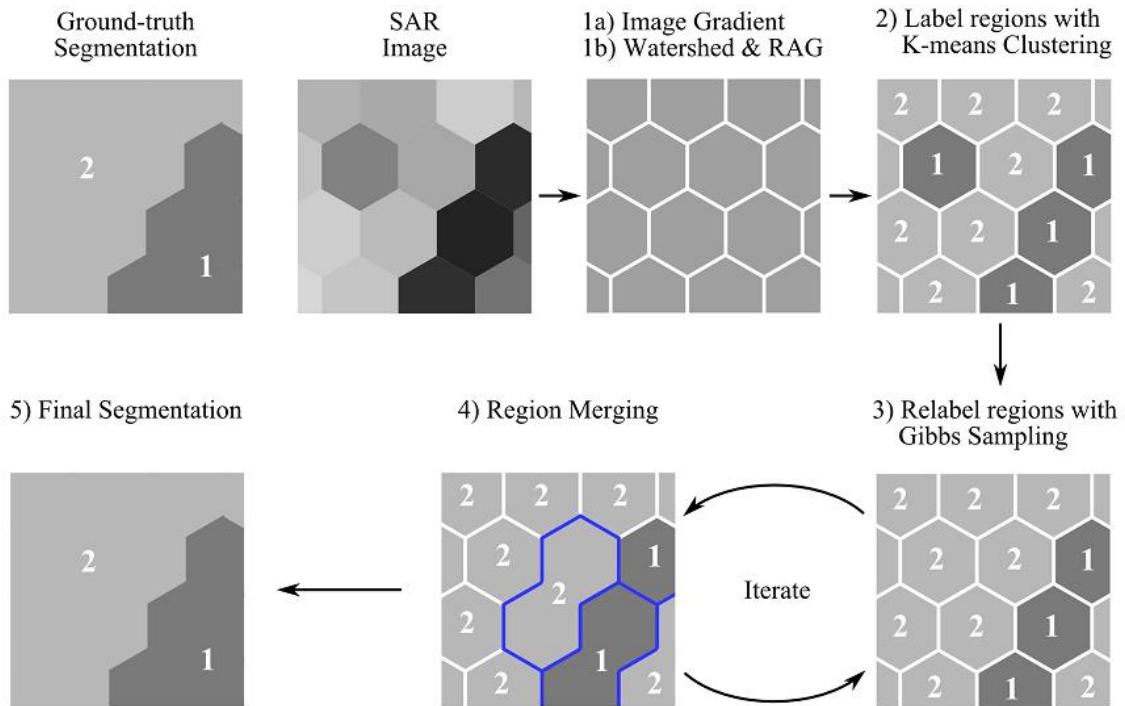 Ground-truth
Segmentation
SAR
Image
1a) Image Gradient
1b) Watershed & RAG
2) Label regions with
K-means Clustering
2
1
2 2 2
1 2 1
2 2 1
2 1 2
5) Final Segmentation
4) Region Merging
3) Relabel regions with
Gibbs Sampling
2
1
2 2 2
2 1
2
2
1
2 2
Iterate
2 2 2
2 2 1
2 2 1
2 1 2